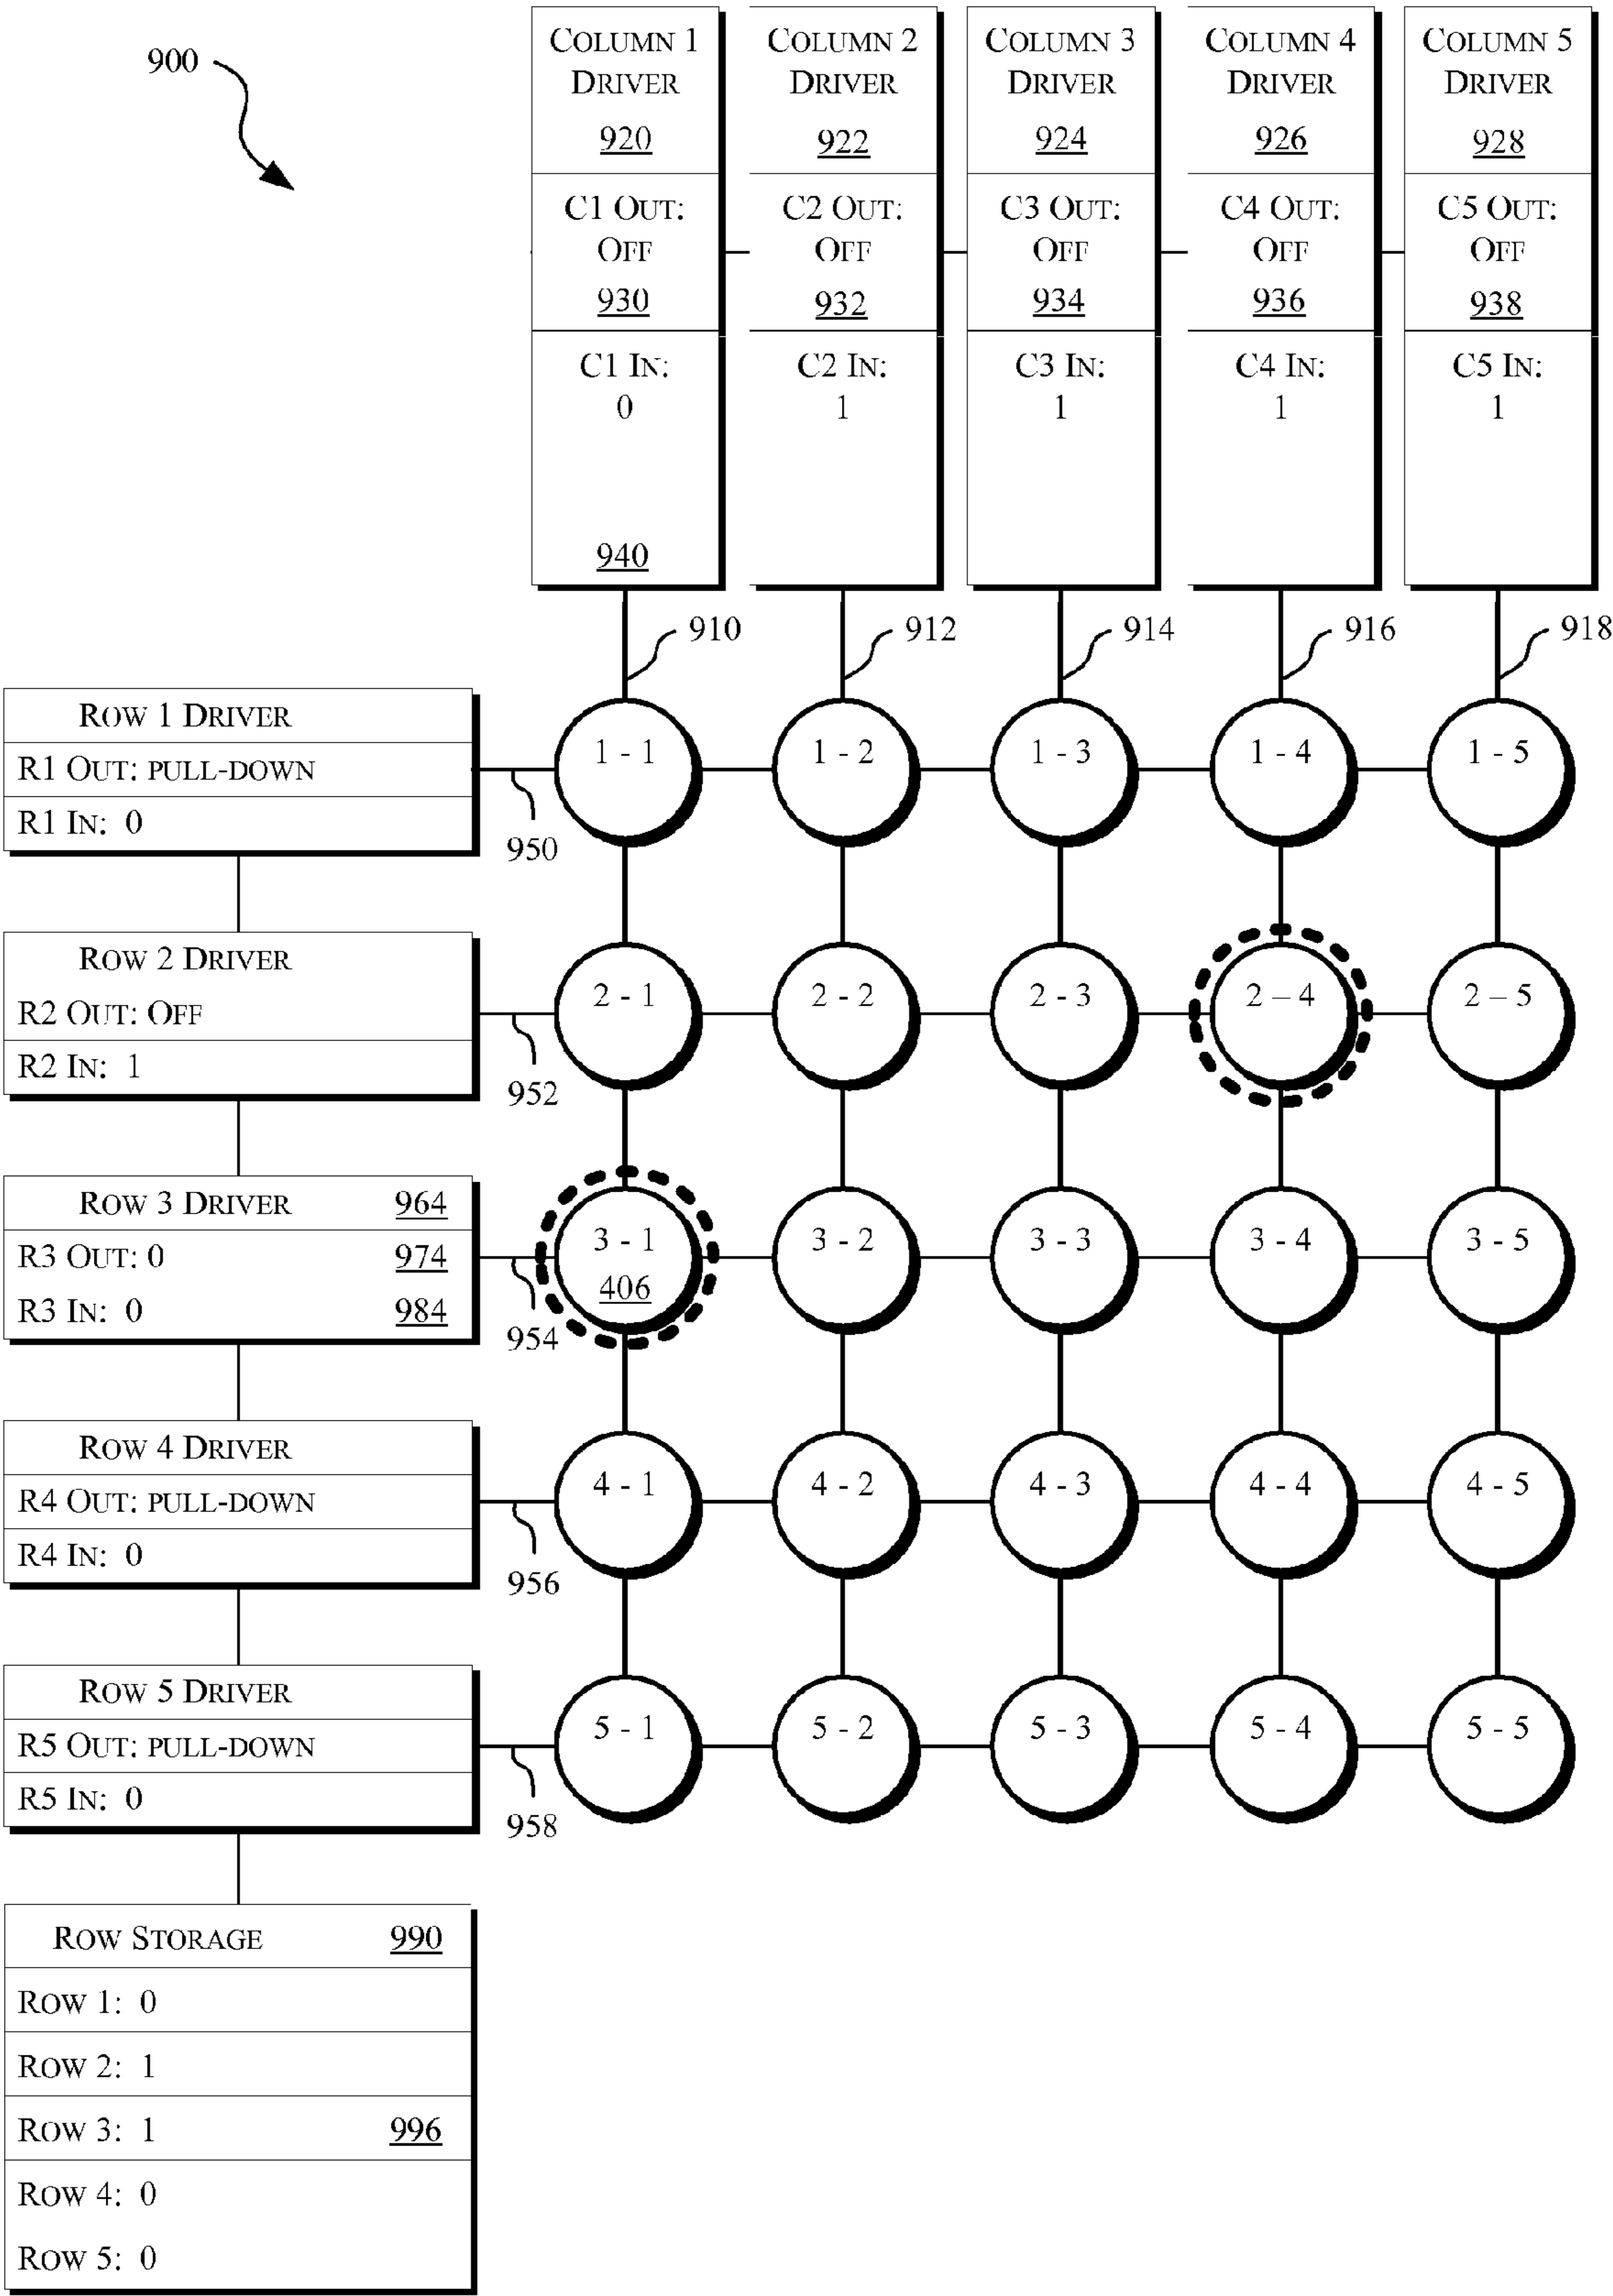 900
COLUMN 1 DRIVER
920
C1 OUT: OFF
930
C1 IN: 0
940
COLUMN 2 DRIVER
922
C2 OUT: OFF
932
C2 IN: 1
COLUMN 3 DRIVER
924
C3 OUT: OFF
934
C3 IN: 1
COLUMN 4 DRIVER
926
C4 OUT: OFF
936
C4 IN: 1
COLUMN 5 DRIVER
928
C5 OUT: OFF
938
C5 IN: 1
910 912 914 916 918
ROW 1 DRIVER
R1 OUT: PULL-DOWN
R1 IN: 0
950
1 - 1 1 - 2 1 - 3 1 - 4 1 - 5
ROW 2 DRIVER
R2 OUT: OFF
R2 IN: 1
952
2 - 1 2 - 2 2 - 3 2 – 4 2 – 5
ROW 3 DRIVER 964
R3 OUT: 0 974
R3 IN: 0 984
954
3 - 1 3 - 2 3 - 3 3 - 4 3 - 5
406
ROW 4 DRIVER
R4 OUT: PULL-DOWN
R4 IN: 0
956
4 - 1 4 - 2 4 - 3 4 - 4 4 - 5
ROW 5 DRIVER
R5 OUT: PULL-DOWN
R5 IN: 0
958
5 - 1 5 - 2 5 - 3 5 - 4 5 - 5
ROW STORAGE 990
ROW 1: 0
ROW 2: 1
ROW 3: 1 996
ROW 4: 0
ROW 5: 0